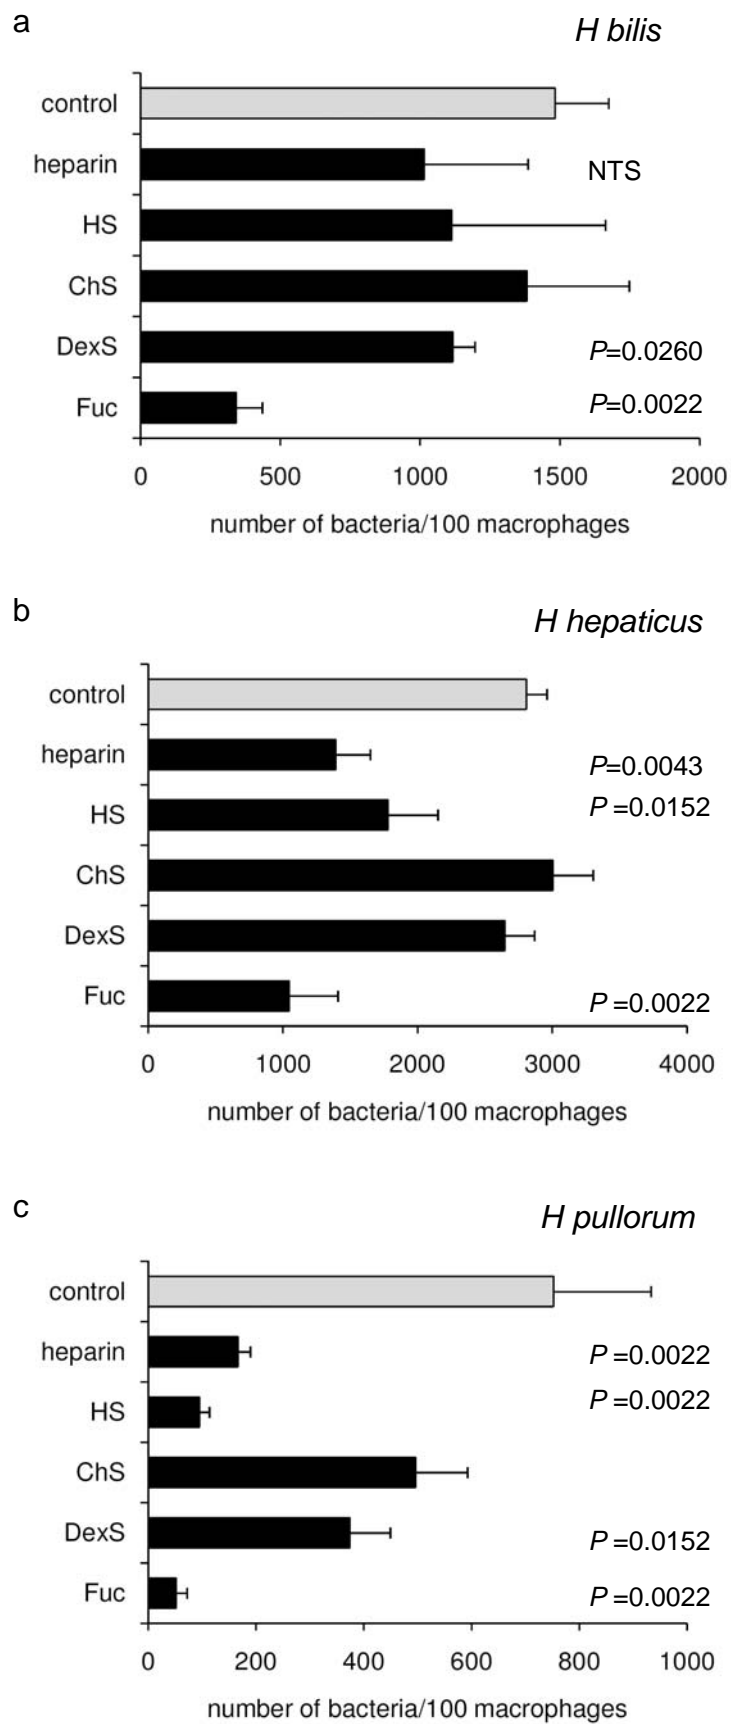 a
H bilis
control
heparin
NTS
HS
ChS
DexS
P=0.0260
Fuc
P=0.0022
0 500 1000 1500 2000
number of bacteria/100 macrophages
b
H hepaticus
control
heparin
P=0.0043
HS
P =0.0152
ChS
DexS
Fuc
P =0.0022
0 1000 2000 3000 4000
number of bacteria/100 macrophages
c
H pullorum
control
heparin
P =0.0022
HS
P =0.0022
ChS
DexS
P =0.0152
Fuc
P =0.0022
0 200 400 600 800 1000
number of bacteria/100 macrophages